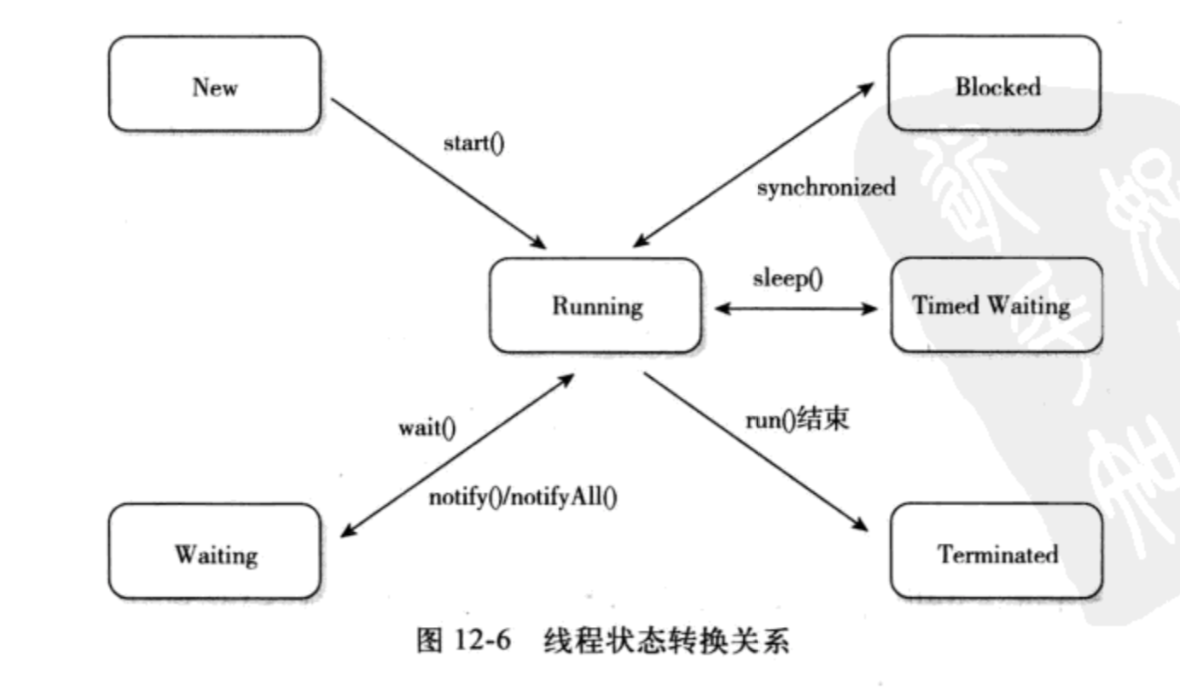 New
Blocked
start()
synchronized
Running
sleep()
Timed Waiting
wait()
run()结束
notify()/notifyAll()
Waiting
Terminated
图 12-6 线程状态转换关系